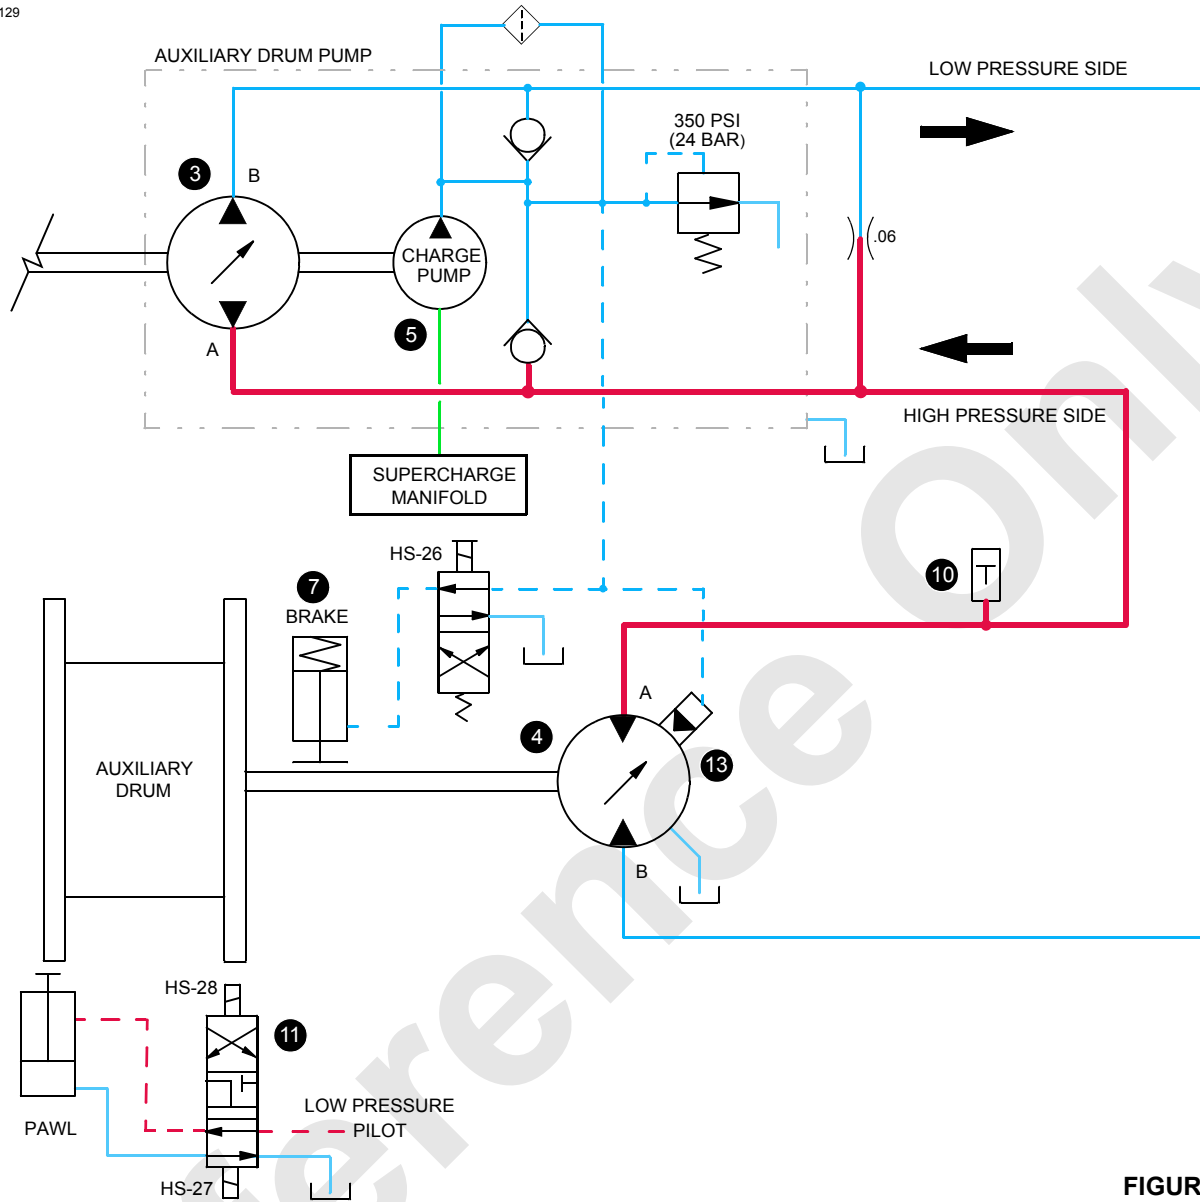 129
AUXILIARY DRUM PUMP
LOW PRESSURE SIDE
350 PSI
(24 BAR)
3
B
.06
CHARGE
PUMP
5
A
HIGH PRESSURE SIDE
SUPERCHARGE
MANIFOLD
HS-26
7
BRAKE
10
A
4
13
AUXILIARY
DRUM
B
HS-28
11
LOW PRESSURE
PILOT
PAWL
HS-27
FIGUR
erence Only